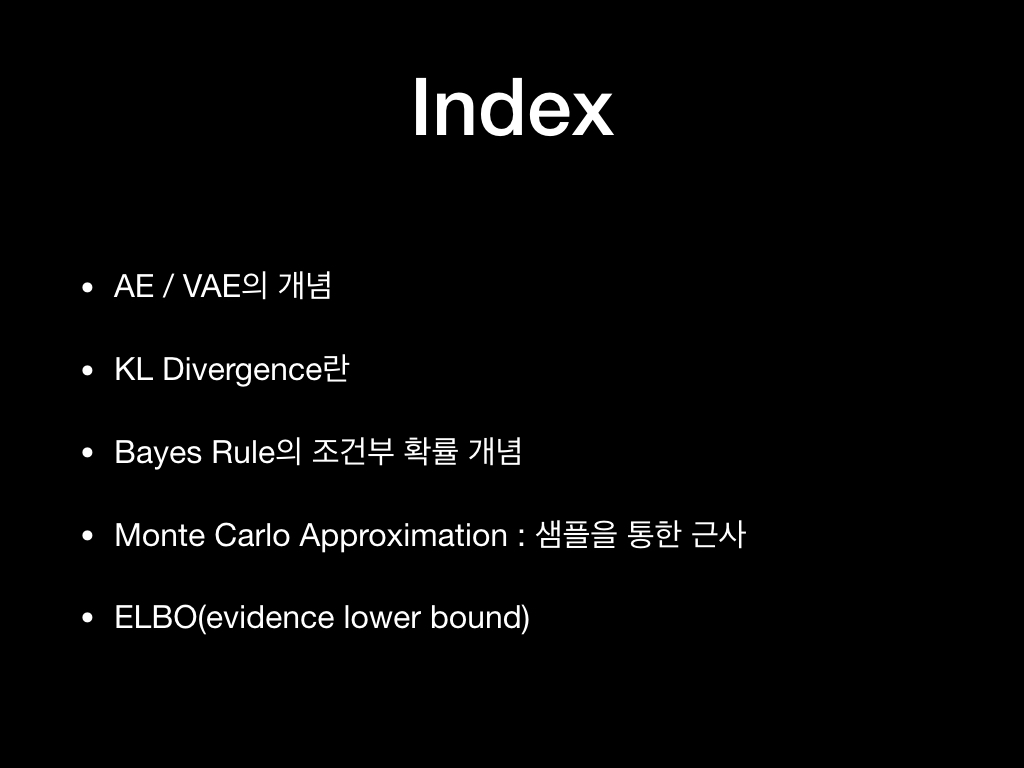 Index
• AE / VAE의 개념
• KL Divergence란
• Bayes Rule의 조건부 확률 개념
• Monte Carlo Approximation : 샘플을 통한 근사
• ELBO(evidence lower bound)